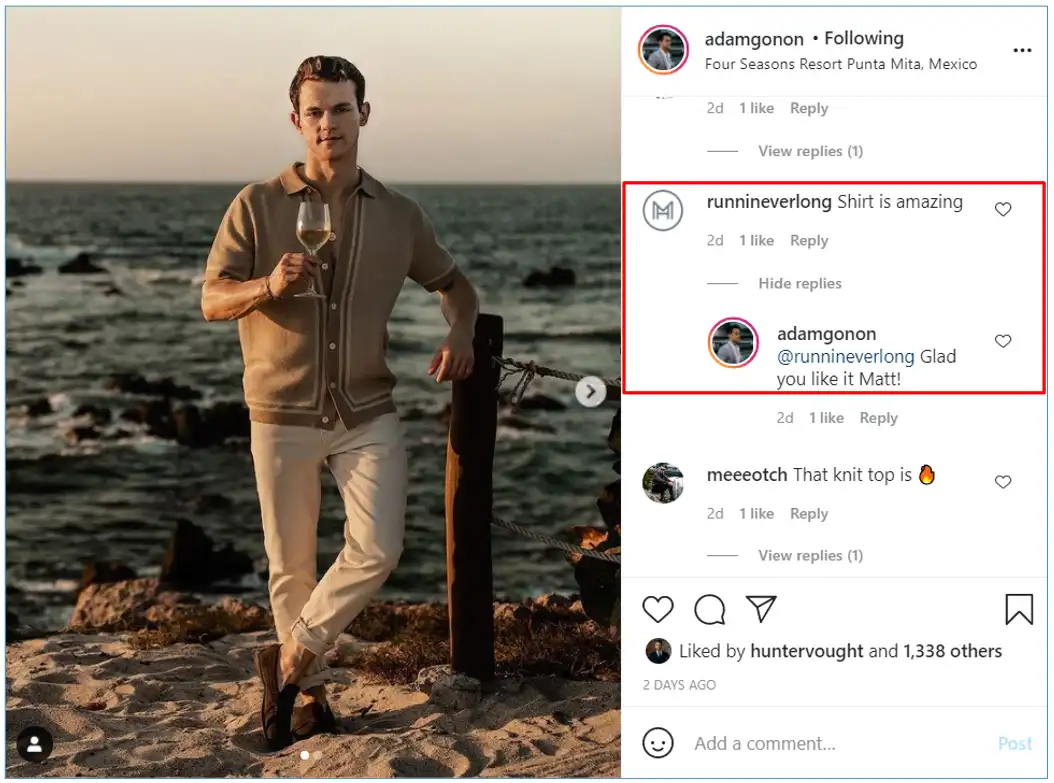 adamgonon • Following
Four Seasons Resort Punta Mita, Mexico
2d 1 like Reply
View replies (1)
runnineverlong Shirt is amazing
2d 1 like Reply
Hide replies
adamgonon
@runnineverlong Glad
you like it Matt!
2d 1 like Reply
meeeotch That knit top is 🔥
2d 1 like Reply
View replies (1)
Liked by huntervought and 1,338 others
2 DAYS AGO
Add a comment... Post